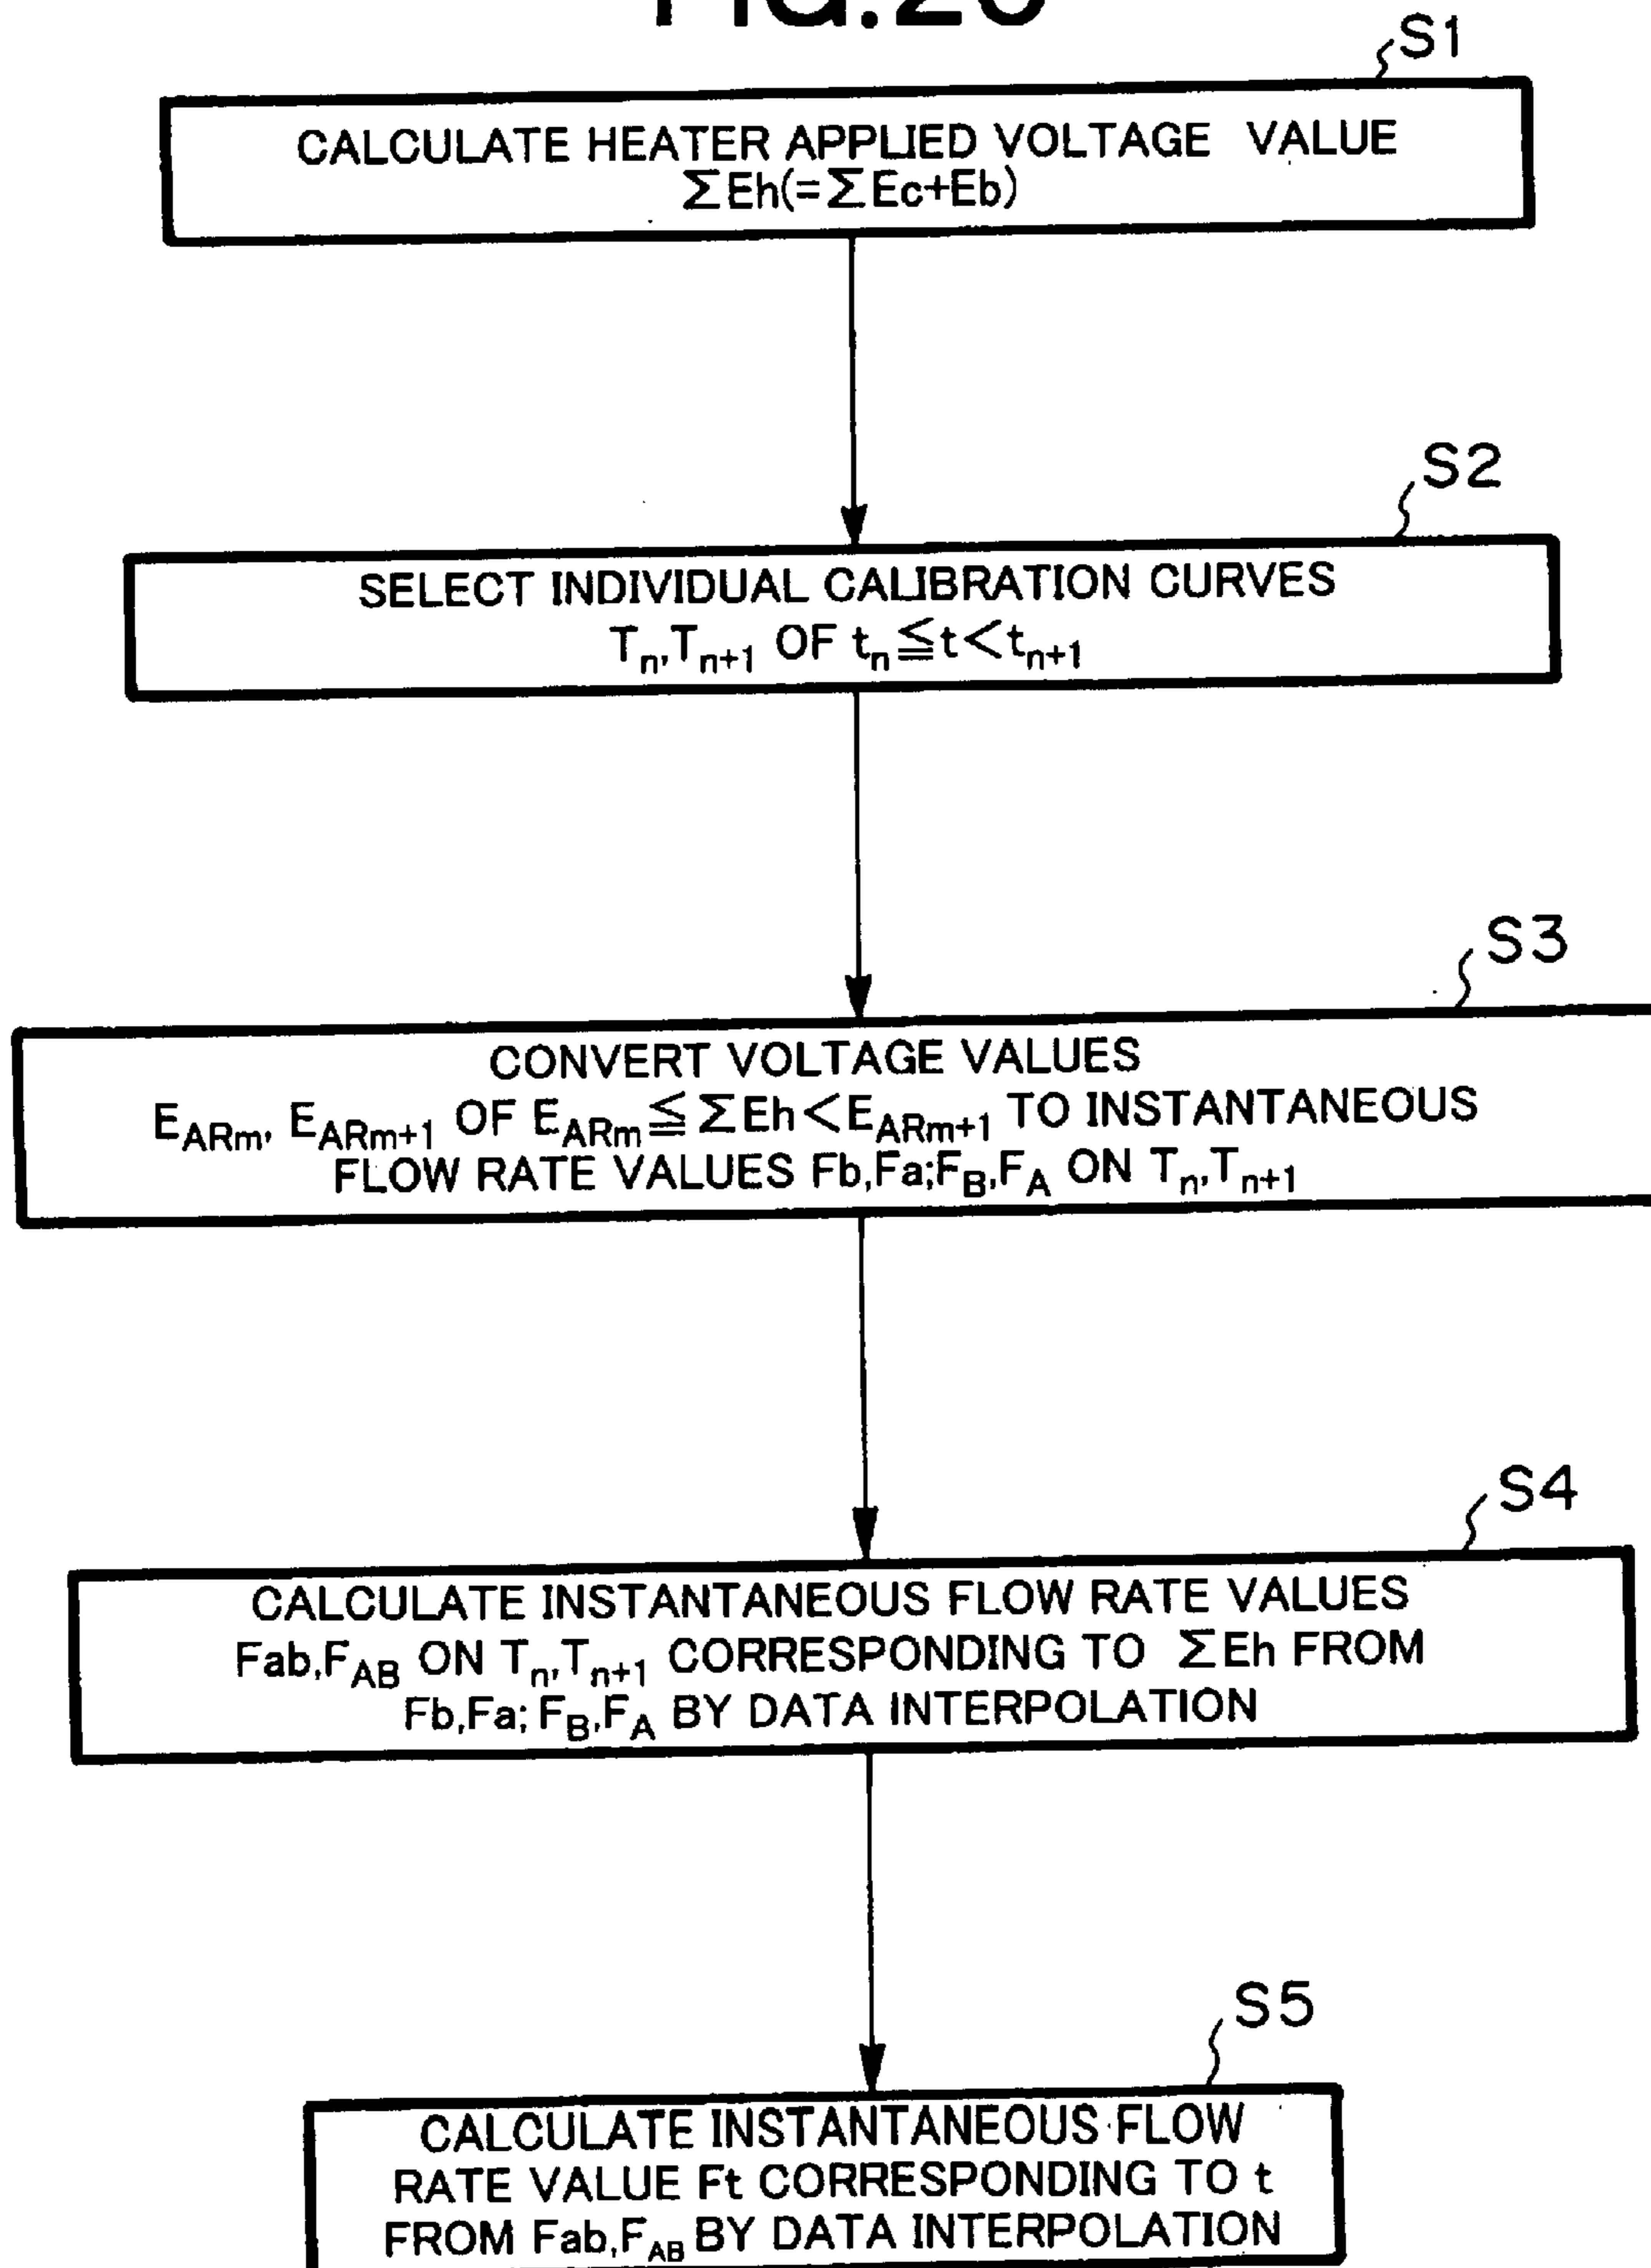 S1
CALCULATE HEATER APPLIED VOLTAGE VALUE
ΣEh(=ΣEc+Eb)
S2
SELECT INDIVIDUAL CALIBRATION CURVES
Tn,Tn+1 OF tn≦t<tn+1
S3
CONVERT VOLTAGE VALUES
EARm, EARm+1 OF EARm≦ΣEh<EARm+1 TO INSTANTANEOUS
FLOW RATE VALUES Fb,Fa;FB,FA ON Tn,Tn+1
S4
CALCULATE INSTANTANEOUS FLOW RATE VALUES
Fab,FAB ON Tn,Tn+1 CORRESPONDING TO ΣEh FROM
Fb,Fa;FB,FA BY DATA INTERPOLATION
S5
CALCULATE INSTANTANEOUS FLOW
RATE VALUE Ft CORRESPONDING TO t
FROM Fab,FAB BY DATA INTERPOLATION